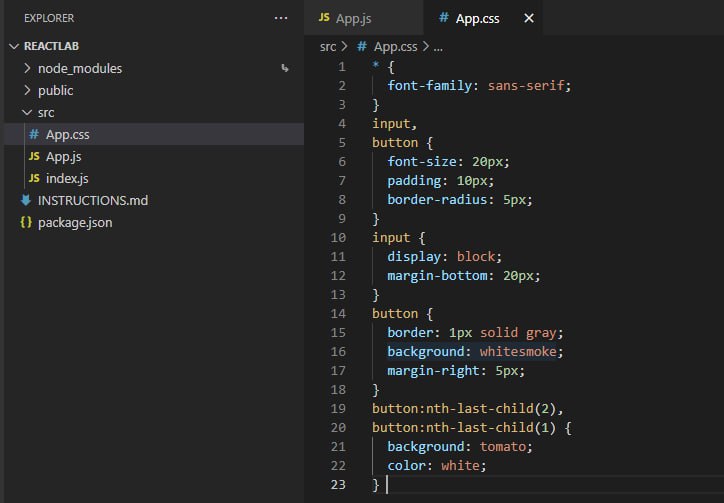 EXPLORER
REACTLAB
node_modules
public
src
# App.css
JS App.js
JS index.js
INSTRUCTIONS.md
{} package.json
JS App.js
# App.css
src > # App.css > ...
1 * {
2 font-family: sans-serif;
3 }
4 input,
5 button {
6 font-size: 20px;
7 padding: 10px;
8 border-radius: 5px;
9 }
10 input {
11 display: block;
12 margin-bottom: 20px;
13 }
14 button {
15 border: 1px solid gray;
16 background: whitesmoke;
17 margin-right: 5px;
18 }
19 button:nth-last-child(2),
20 button:nth-last-child(1) {
21 background: tomato;
22 color: white;
23 }